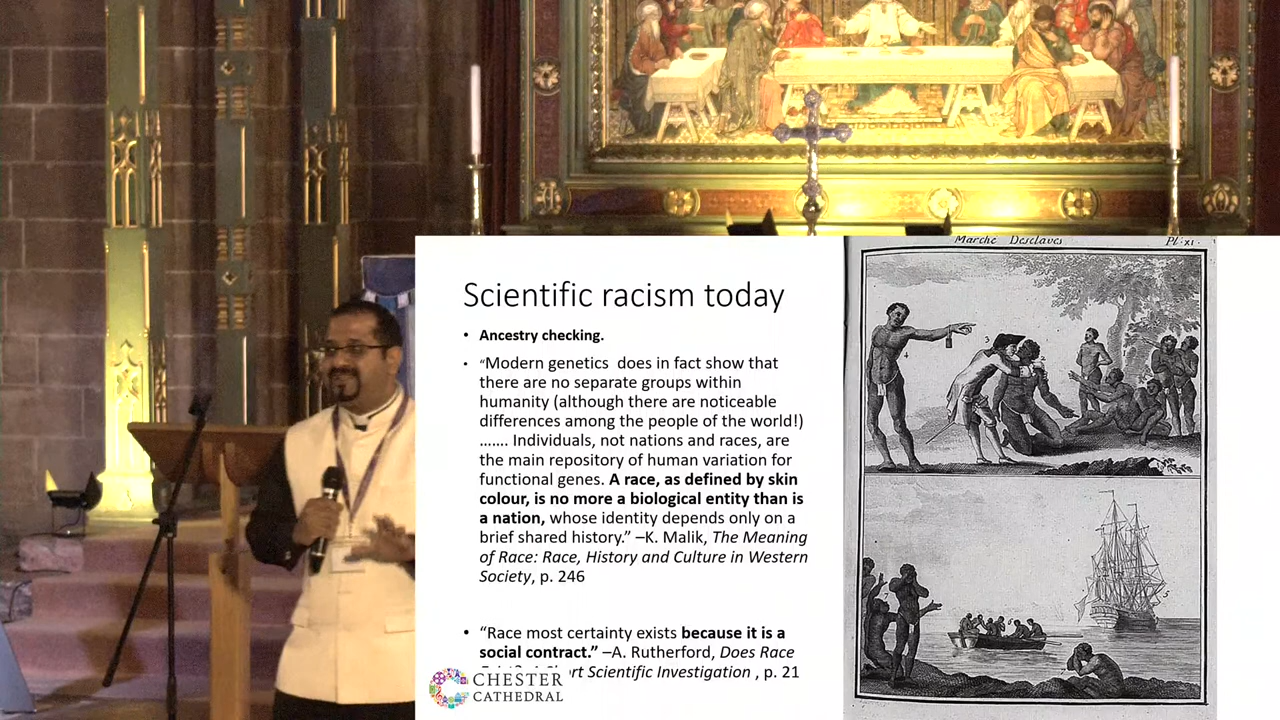 Scientific racism today
• Ancestry checking.
• “Modern genetics does in fact show that
there are no separate groups within
humanity (although there are noticeable
differences among the people of the world!)
....... Individuals, not nations and races, are
the main repository of human variation for
functional genes. A race, as defined by skin
colour, is no more a biological entity than is
a nation, whose identity depends only on a
brief shared history.” –K. Malik, The Meaning
of Race: Race, History and Culture in Western
Society, p. 246
• “Race most certainty exists because it is a
social contract.” –A. Rutherford, Does Race
Scientific Investigation , p. 21
CHESTER
CATHEDRAL
Marche Desclaves
Pl. XI.
3
4
5